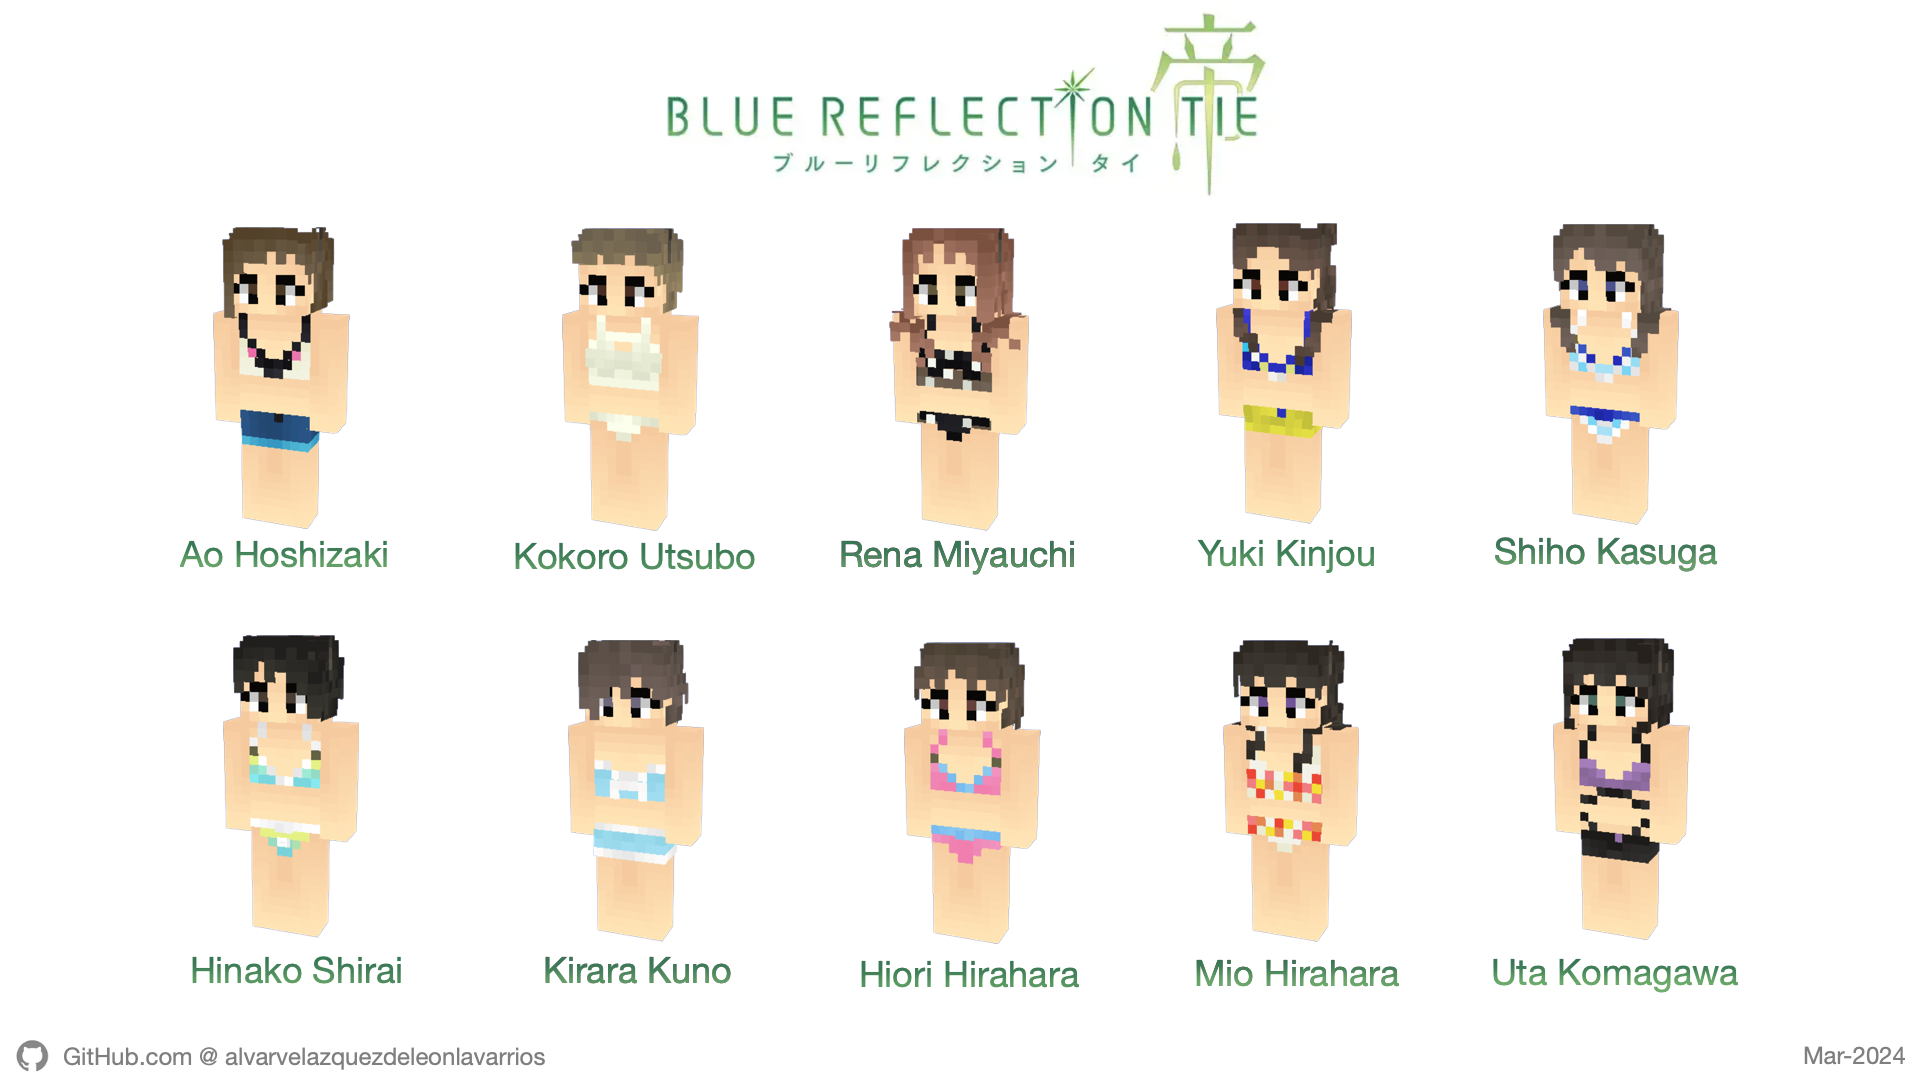 帝
BLUE REFLECTION TIE
ブルーリフレクション タイ
Ao Hoshizaki
Kokoro Utsubo
Rena Miyauchi
Yuki Kinjou
Shiho Kasuga
Hinako Shirai
Kirara Kuno
Hiori Hirahara
Mio Hirahara
Uta Komagawa
GitHub.com @ alvarvelazquezdeleonlavarrios
Mar-2024